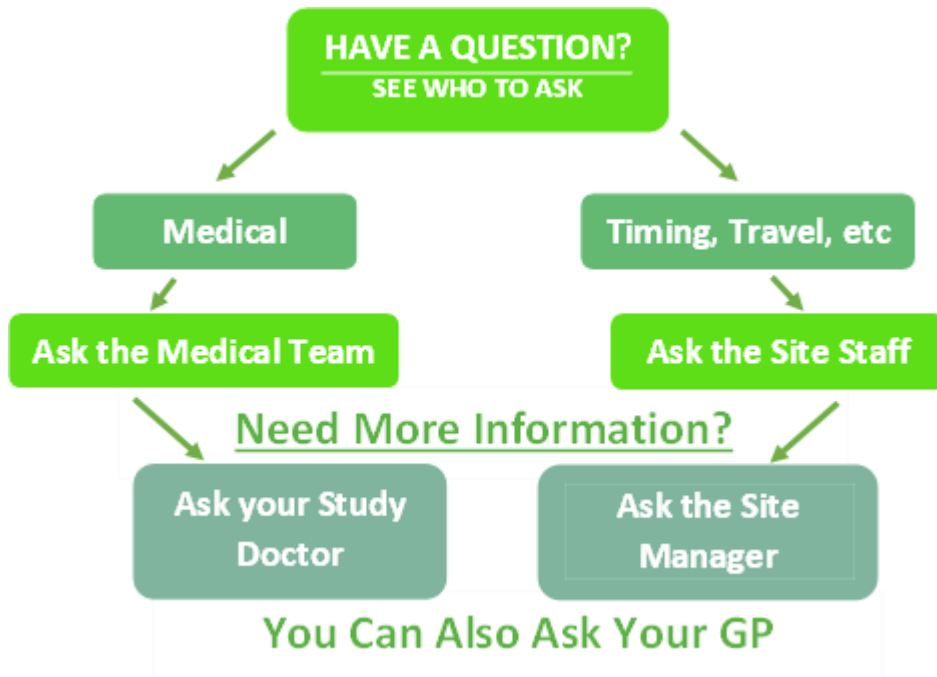 HAVE A QUESTION?
SEE WHO TO ASK
Medical
Timing, Travel, etc
Ask the Medical Team
Ask the Site Staff
Need More Information?
Ask your Study
Doctor
Ask the Site
Manager
You Can Also Ask Your GP